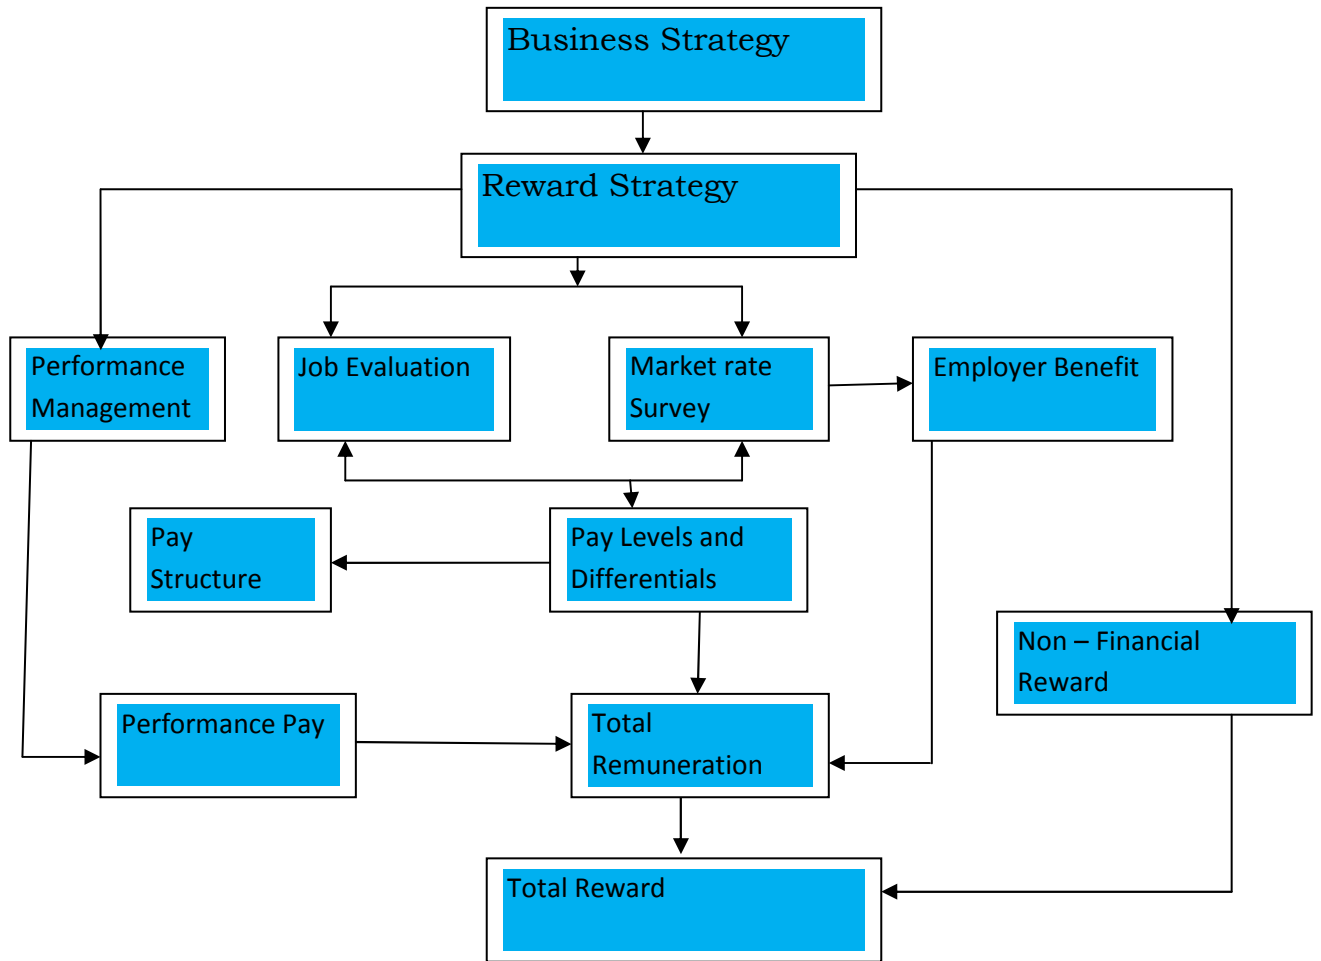 Business Strategy
Reward Strategy
Performance
Management
Job Evaluation
Market rate
Survey
Employer Benefit
Pay
Structure
Pay Levels and
Differentials
Non – Financial
Reward
Performance Pay
Total
Remuneration
Total Reward